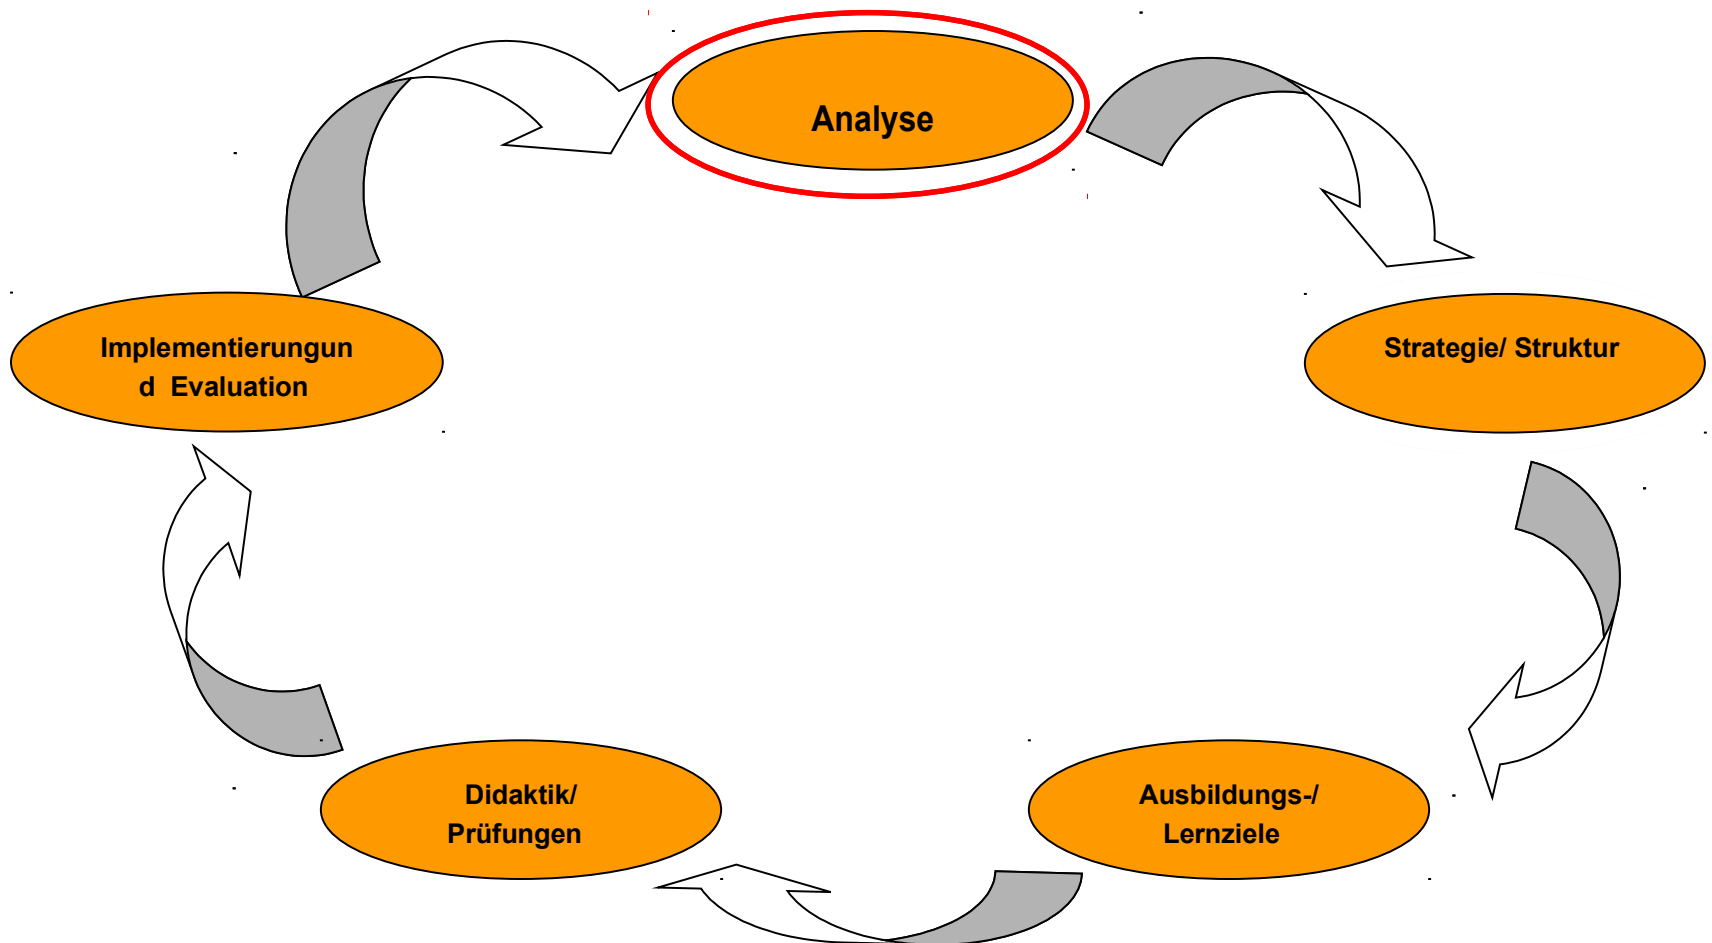 Analyse
Implementierungun
d Evaluation
Strategie/ Struktur
Didaktik/
Prüfungen
Ausbildungs-/
Lernziele